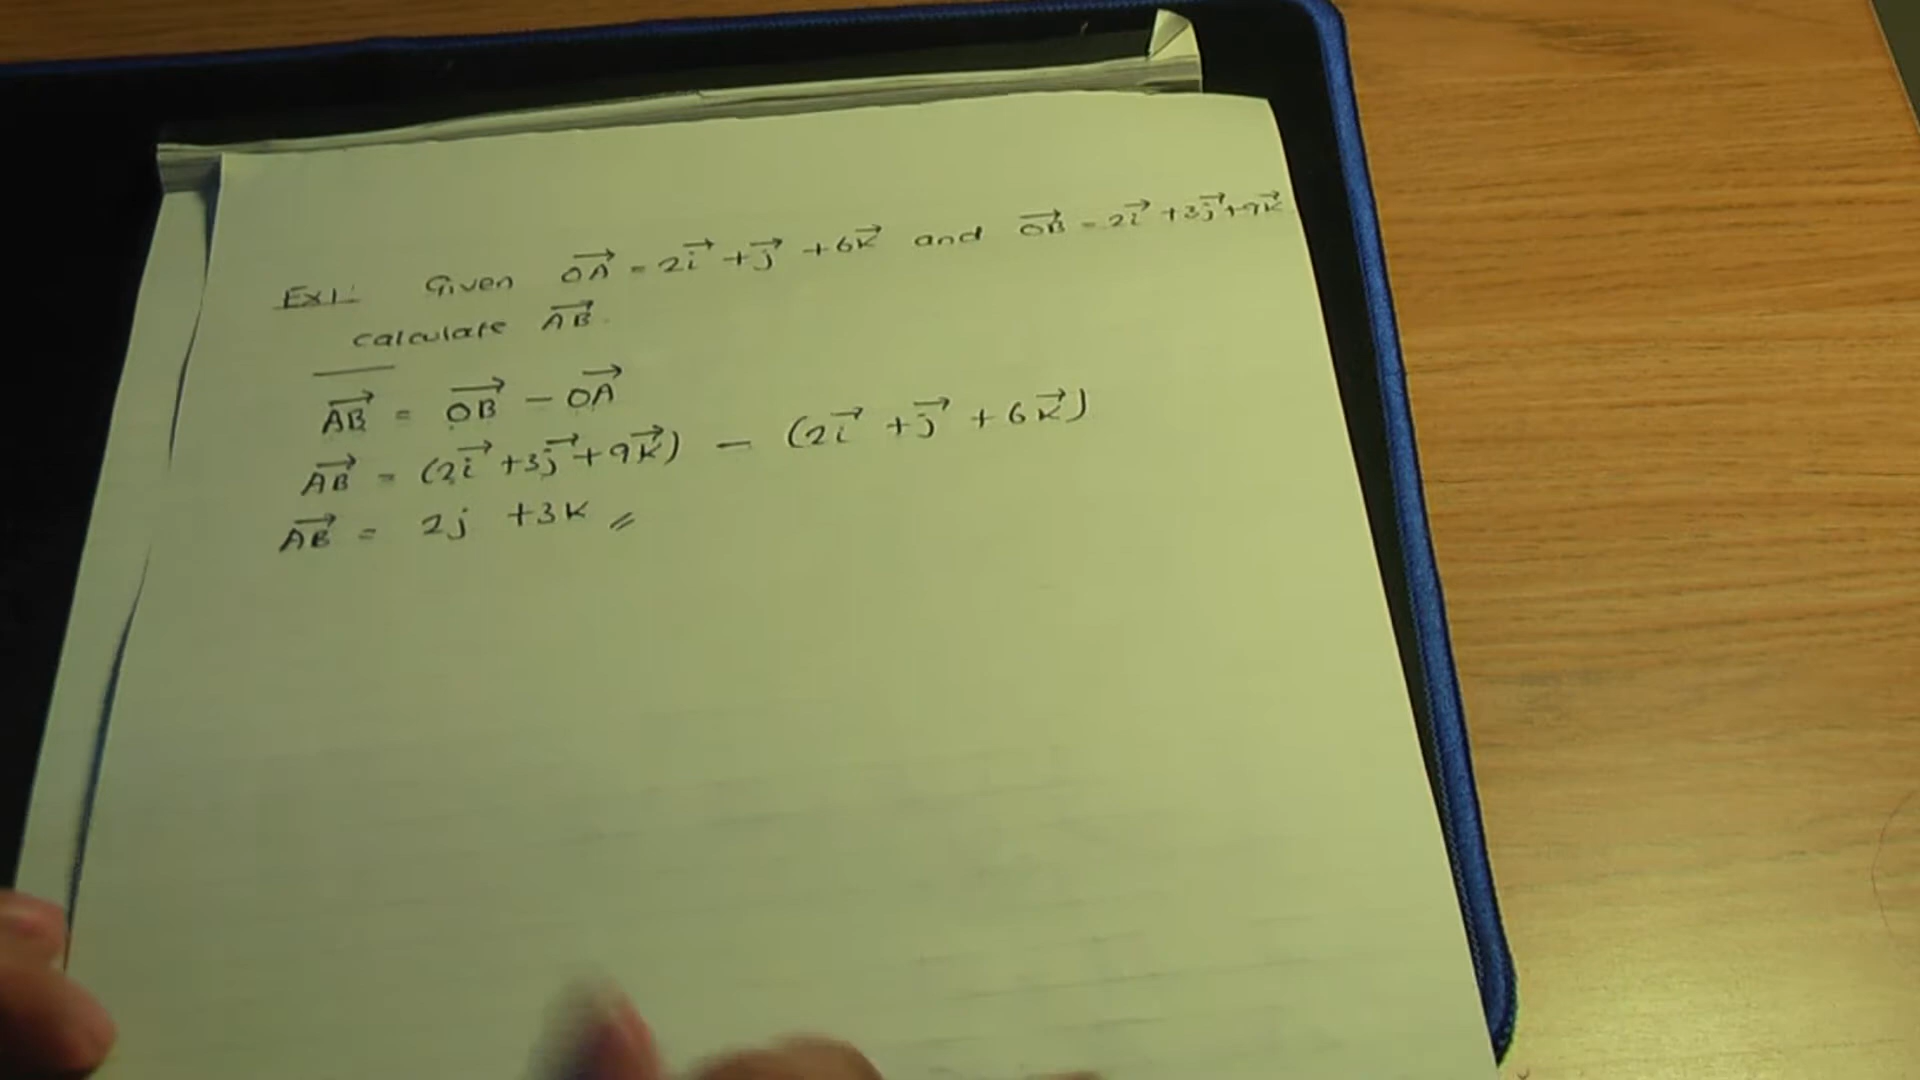 Ex1: Given OA⃗ = 2i⃗ + j⃗ + 6k⃗ and OB⃗ = 2i⃗ + 3j⃗ + 9k⃗
calculate AB⃗.
AB⃗ = OB⃗ - OA⃗
AB⃗ = (2i⃗ + 3j⃗ + 9k⃗) - (2i⃗ + j⃗ + 6k⃗)
AB⃗ = 2j + 3k //